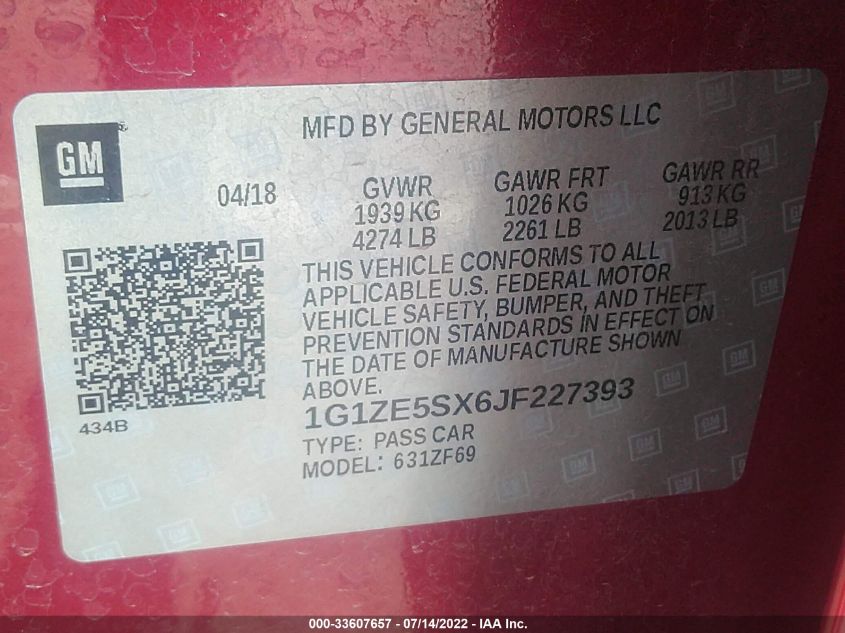 MFD BY GENERAL MOTORS LLC
GM
04/18
GVWR GAWR FRT GAWR RR
1939 KG 1026 KG 913 KG
4274 LB 2261 LB 2013 LB
THIS VEHICLE CONFORMS TO ALL
APPLICABLE U.S. FEDERAL MOTOR
VEHICLE SAFETY, BUMPER, AND THEFT
PREVENTION STANDARDS IN EFFECT ON
THE DATE OF MANUFACTURE SHOWN
ABOVE.
434B
1G1ZE5SX6JF227393
TYPE: PASS CAR
MODEL: 631ZF69
000-33607657 - 07/14/2022 - IAA Inc.